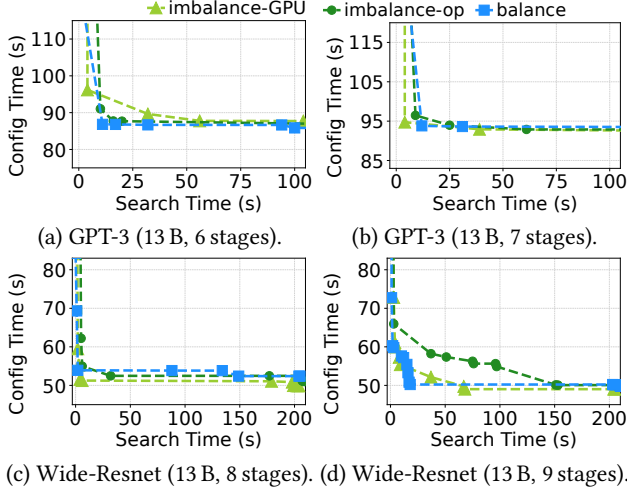 imbalance-GPU imbalance-op balance
Config Time (s)
110
100
90
80
0 25 50 75 100
Search Time (s)
(a) GPT-3 (13 B, 6 stages).
Config Time (s)
115
105
95
85
0 25 50 75 100
Search Time (s)
(b) GPT-3 (13 B, 7 stages).
Config Time (s)
80
70
60
50
0 50 100 150 200
Search Time (s)
(c) Wide-Resnet (13 B, 8 stages).
Config Time (s)
80
70
60
50
0 50 100 150 200
Search Time (s)
(d) Wide-Resnet (13 B, 9 stages).